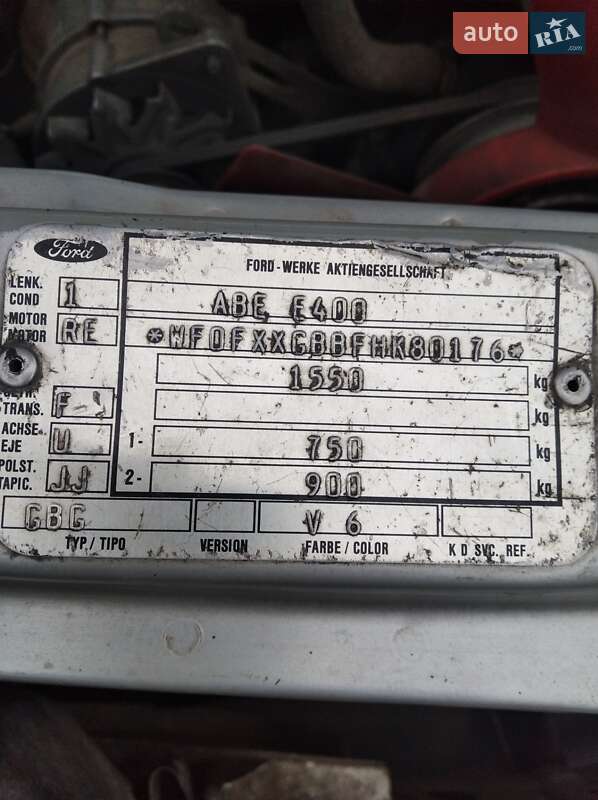 auto RIA.com
Ford
FORD-WERKE AKTIENGESELLSCHAFT
LENK.
COND 1
ABE E400
MOTOR
MOTOR RE
*WF0FXXGBBFHK80176*
1550 kg
TRANS. F-
kg
ACHSE
EJE U
1- 750 kg
POLST.
TAPIC. JJ
2- 900 kg
GBG V 6
TYP / TIPO VERSION FARBE / COLOR K D SVC. REF.